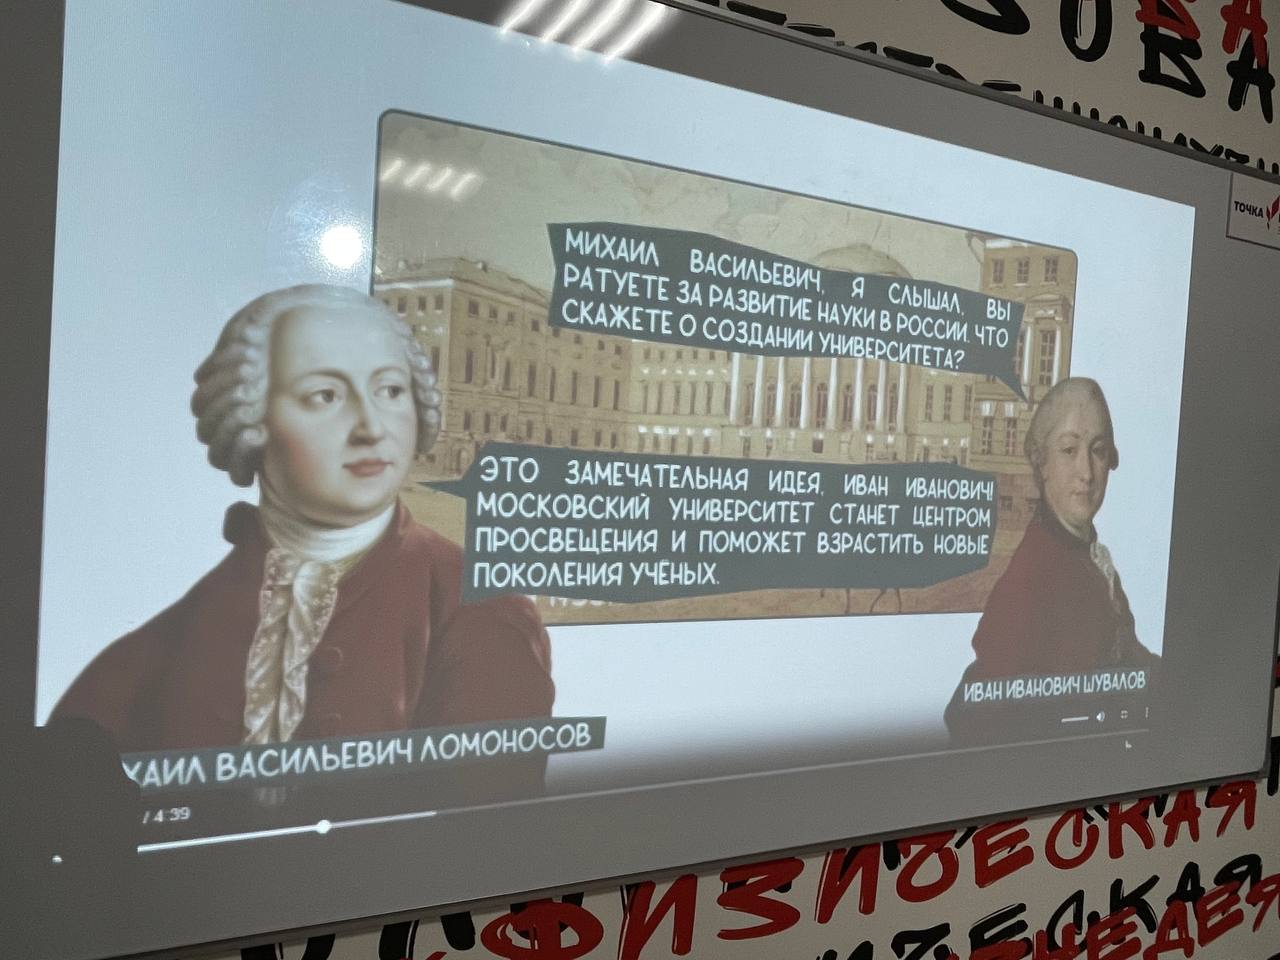 МИХАИЛ ВАСИЛЬЕВИЧ, Я СЛЫШАЛ, ВЫ
РАТУЕТЕ ЗА РАЗВИТИЕ НАУКИ В РОССИИ. ЧТО
СКАЖЕТЕ О СОЗДАНИИ УНИВЕРСИТЕТА?
ЭТО ЗАМЕЧАТЕЛЬНАЯ ИДЕЯ, ИВАН ИВАНОВИЧ!
МОСКОВСКИЙ УНИВЕРСИТЕТ СТАНЕТ ЦЕНТРОМ
ПРОСВЕЩЕНИЯ И ПОМОЖЕТ ВЗРАСТИТЬ НОВЫЕ
ПОКОЛЕНИЯ УЧЁНЫХ.
ИВАН ИВАНОВИЧ ШУВАЛОВ
ХАИЛ ВАСИЛЬЕВИЧ ЛОМОНОСОВ
/ 4:39
ТОЧКА
ФИЗИЧЕСКАЯ